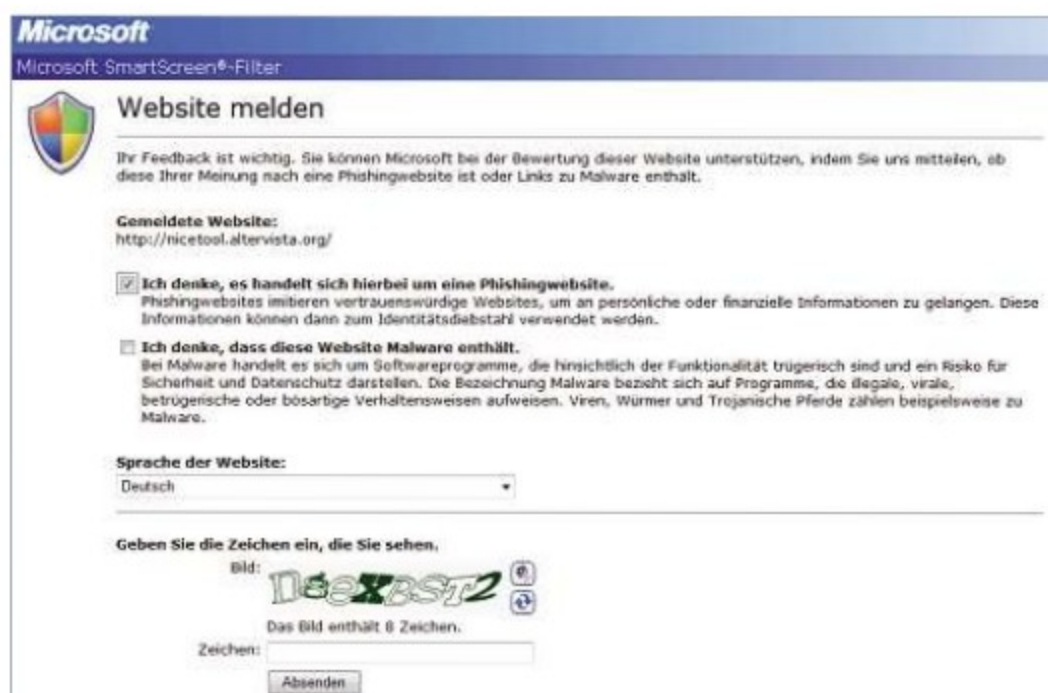 Microsoft
Microsoft SmartScreen®-Filter
Website melden
Ihr Feedback ist wichtig. Sie können Microsoft bei der Bewertung dieser Website unterstützen, indem Sie uns mitteilen, ob
diese Ihrer Meinung nach eine Phishingwebsite ist oder Links zu Malware enthält.
Gemeldete Website:
http://nicetool.altervista.org/
Ich denke, es handelt sich hierbei um eine Phishingwebsite.
Phishingwebsites imitieren vertrauenswürdige Websites, um an persönliche oder finanzielle Informationen zu gelangen. Diese
Informationen können dann zum Identitätsdiebstahl verwendet werden.
Ich denke, dass diese Website Malware enthält.
Bei Malware handelt es sich um Softwareprogramme, die hinsichtlich der Funktionalität trügerisch sind und ein Risiko für
Sicherheit und Datenschutz darstellen. Die Bezeichnung Malware bezieht sich auf Programme, die illegale, virale,
betrügerische oder bösartige Verhaltensweisen aufweisen. Viren, Würmer und Trojanische Pferde zählen beispielsweise zu
Malware.
Sprache der Website:
Deutsch
Geben Sie die Zeichen ein, die Sie sehen.
Bild:
Das Bild enthält 8 Zeichen.
Zeichen:
Absenden